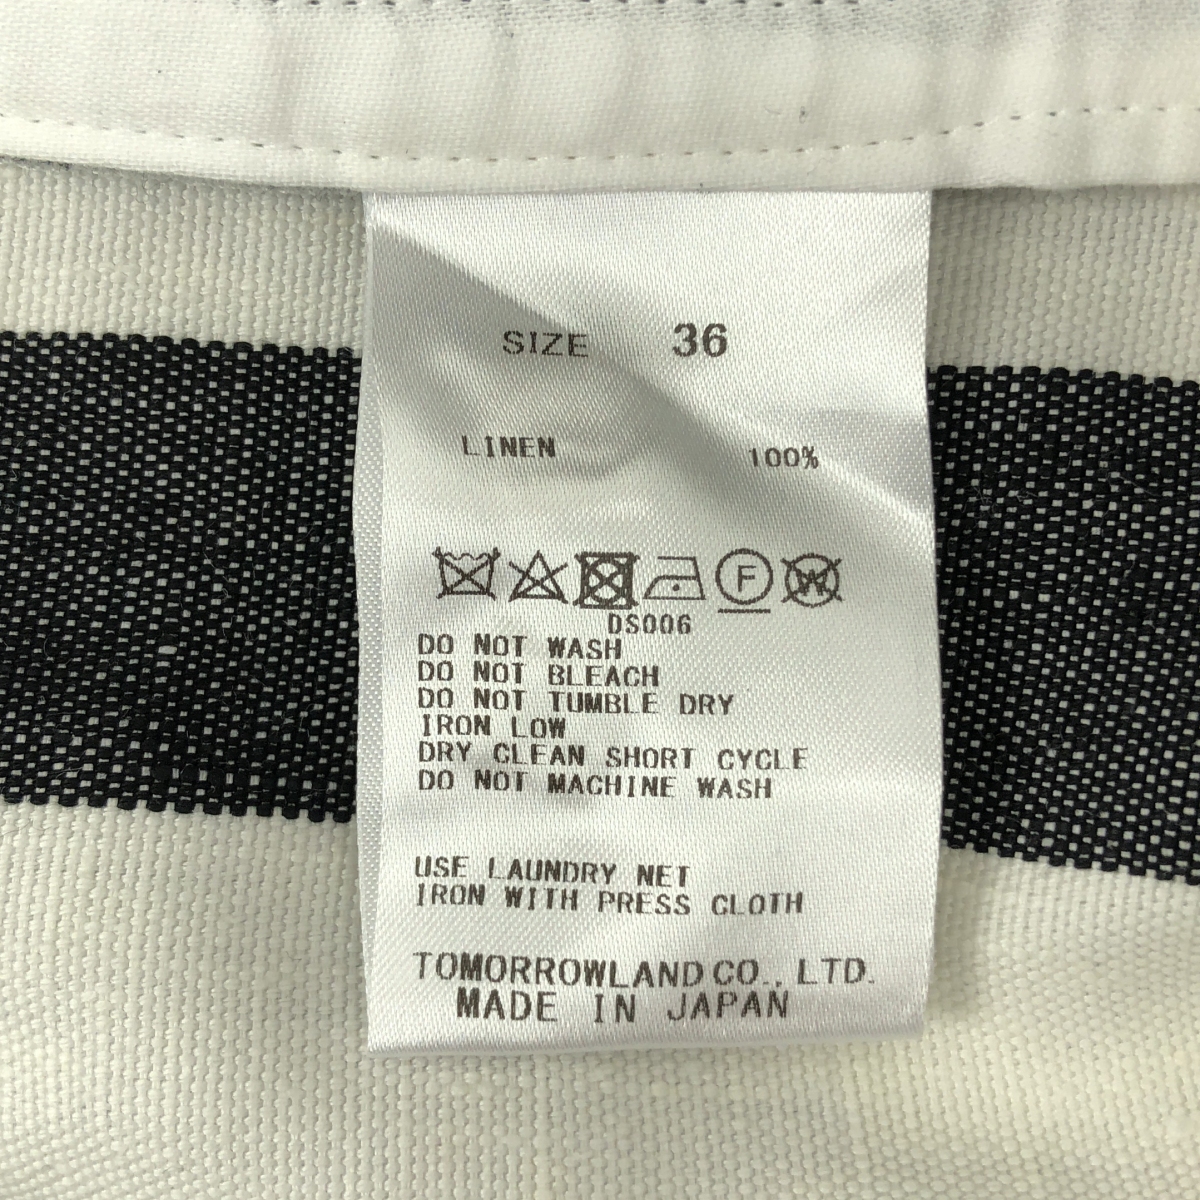 SIZE 36
LINEN 100%
F W
DS006
DO NOT WASH
DO NOT BLEACH
DO NOT TUMBLE DRY
IRON LOW
DRY CLEAN SHORT CYCLE
DO NOT MACHINE WASH
USE LAUNDRY NET
IRON WITH PRESS CLOTH
TOMORROWLAND CO., LTD.
MADE IN JAPAN